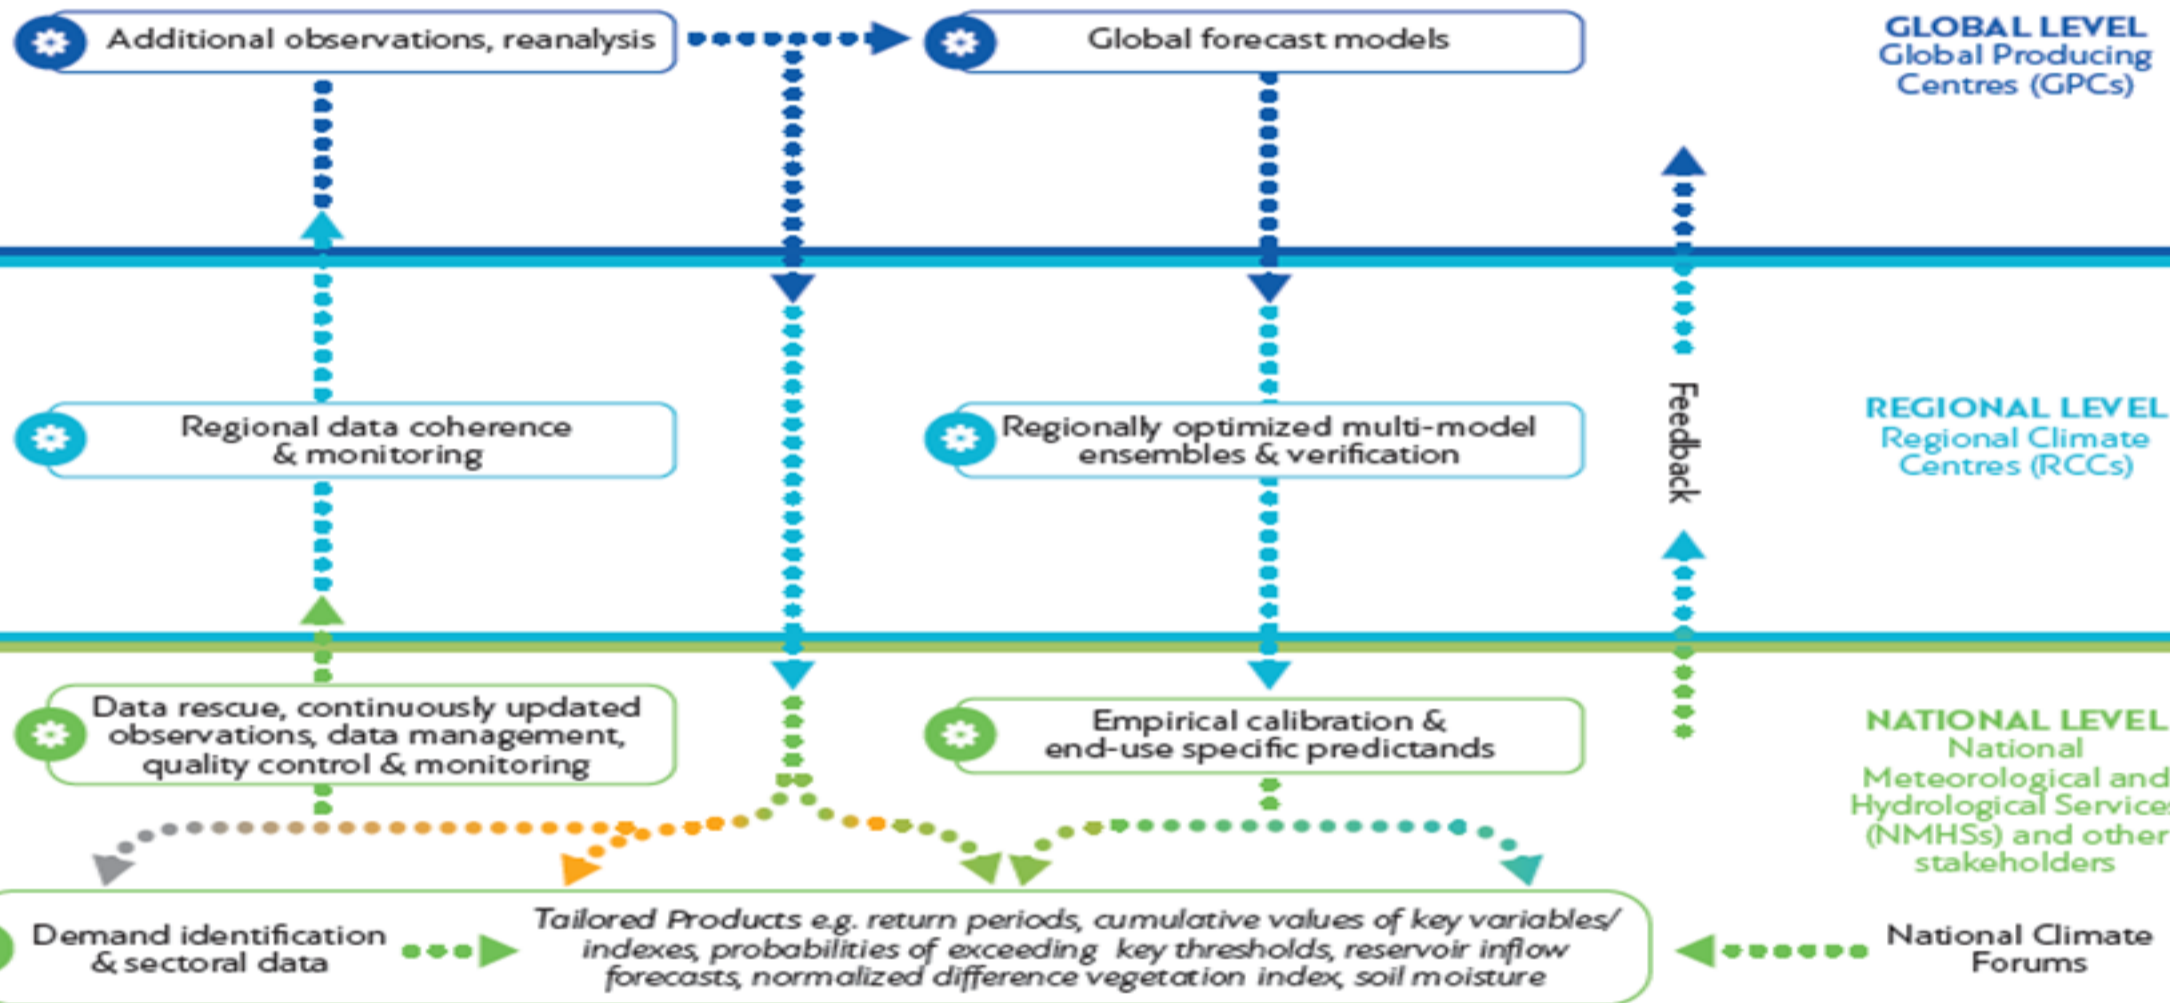 Additional observations, reanalysis
Global forecast models
GLOBAL LEVEL
Global Producing
Centres (GPCs)
Regional data coherence
& monitoring
Regionally optimized multi-model
ensembles & verification
Feedback
REGIONAL LEVEL
Regional Climate
Centres (RCCs)
Data rescue, continuously updated
observations, data management,
quality control & monitoring
Empirical calibration &
end-use specific predictands
NATIONAL LEVEL
National
Meteorological and
Hydrological Services
(NMHSs) and other
stakeholders
Demand identification
& sectoral data
Tailored Products e.g. return periods, cumulative values of key variables/
indexes, probabilities of exceeding key thresholds, reservoir inflow
forecasts, normalized difference vegetation index, soil moisture
National Climate
Forums